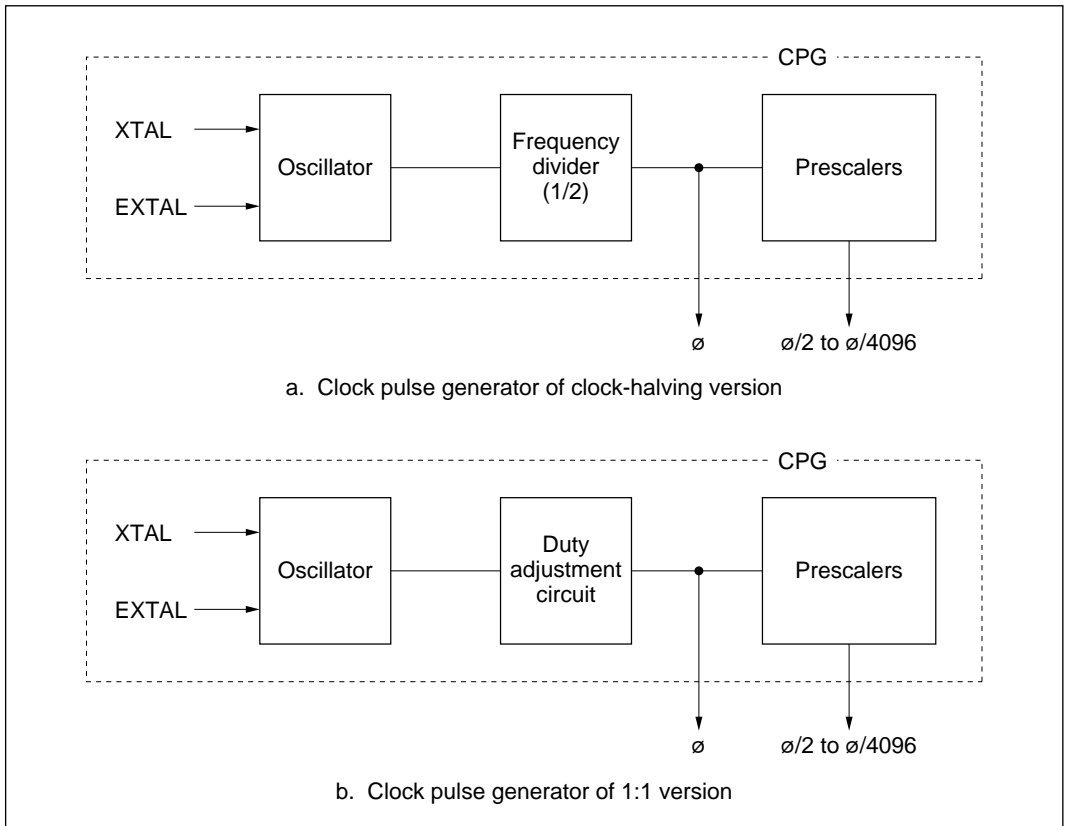 CPG
XTAL
EXTAL
Oscillator
Frequency
divider
(1/2)
Prescalers
ø
ø/2 to ø/4096
a. Clock pulse generator of clock-halving version
CPG
XTAL
EXTAL
Oscillator
Duty
adjustment
circuit
Prescalers
ø
ø/2 to ø/4096
b. Clock pulse generator of 1:1 version